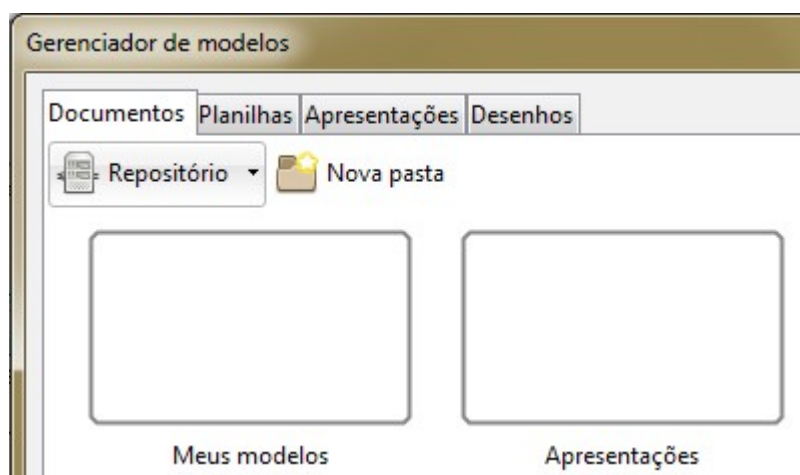 Gerenciador de modelos
Documentos Planilhas Apresentações Desenhos
Repositório Nova pasta
Meus modelos Apresentações